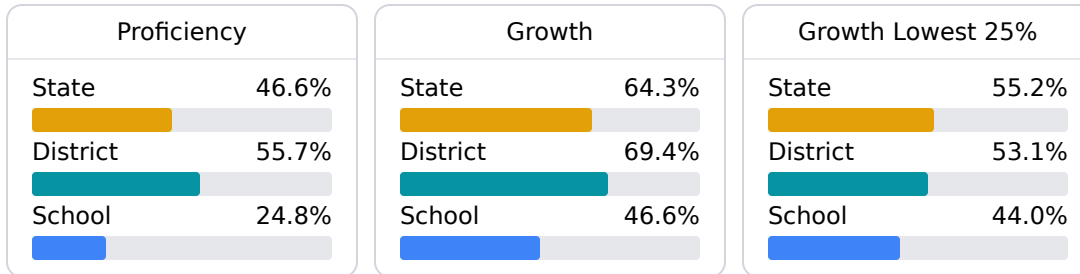 Proficiency
State 46.6%
District 55.7%
School 24.8%
Growth
State 64.3%
District 69.4%
School 46.6%
Growth Lowest 25%
State 55.2%
District 53.1%
School 44.0%